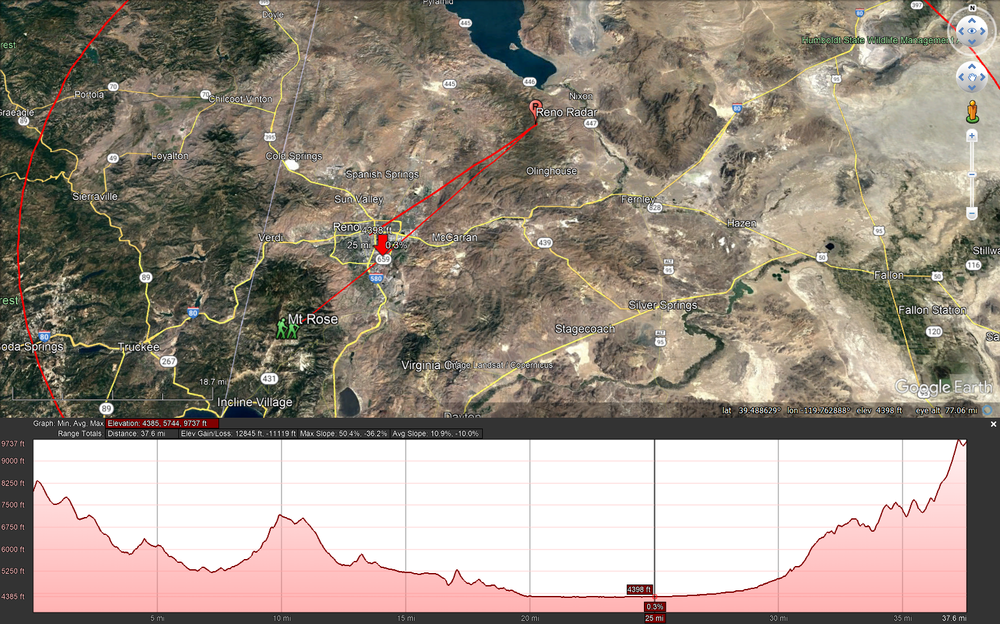 Pyramid
395
Doyle
445
80
397
N
Humboldt State Wildlife Management A
rest
70
Portola
70
Chilcoot-Vinton
445
446
Nixon
95
R
Reno Radar
447
80
Graeagle
89
395
49
Loyalton
Cold Springs
Spanish Springs
Olinghouse
Sierraville
Sun Valley
Fernley
828
Reno
4398 ft
Hazen
95
Verdi
25 mi
0.3%
McCarran
439
659
50
Stillwa
116
ALT
95
89
580
Fallon
50
rest
80
Mt Rose
Silver Springs
Fallon Station
80
Stagecoach
120
Sa
ALT
95
Soda Springs
Truckee
267
Virginia City
Image Landsat / Copernicus
431
18.7 mi
Google Earth
95
89
Incline Village
Dayton
lat 39.488629° lon -119.762888° elev 4398 ft eye alt 77.06 mi
Graph: Min, Avg, Max Elevation: 4385, 5744, 9737 ft
Range Totals: Distance: 37.6 mi Elev Gain/Loss: 12845 ft, -11119 ft Max Slope: 50.4%, -36.2% Avg Slope: 10.9%, -10.0%
9737 ft
9000 ft
8250 ft
7500 ft
6750 ft
6000 ft
5250 ft
4398 ft
4385 ft
0.3%
5 mi 10 mi 15 mi 20 mi 25 mi 30 mi 35 mi 37.6 mi